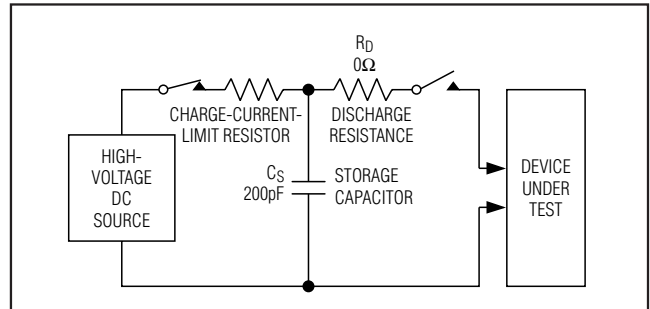 R_D
0Ω
CHARGE-CURRENT-
LIMIT RESISTOR
DISCHARGE
RESISTANCE
HIGH-
VOLTAGE
DC
SOURCE
C_S
200pF
STORAGE
CAPACITOR
DEVICE
UNDER
TEST